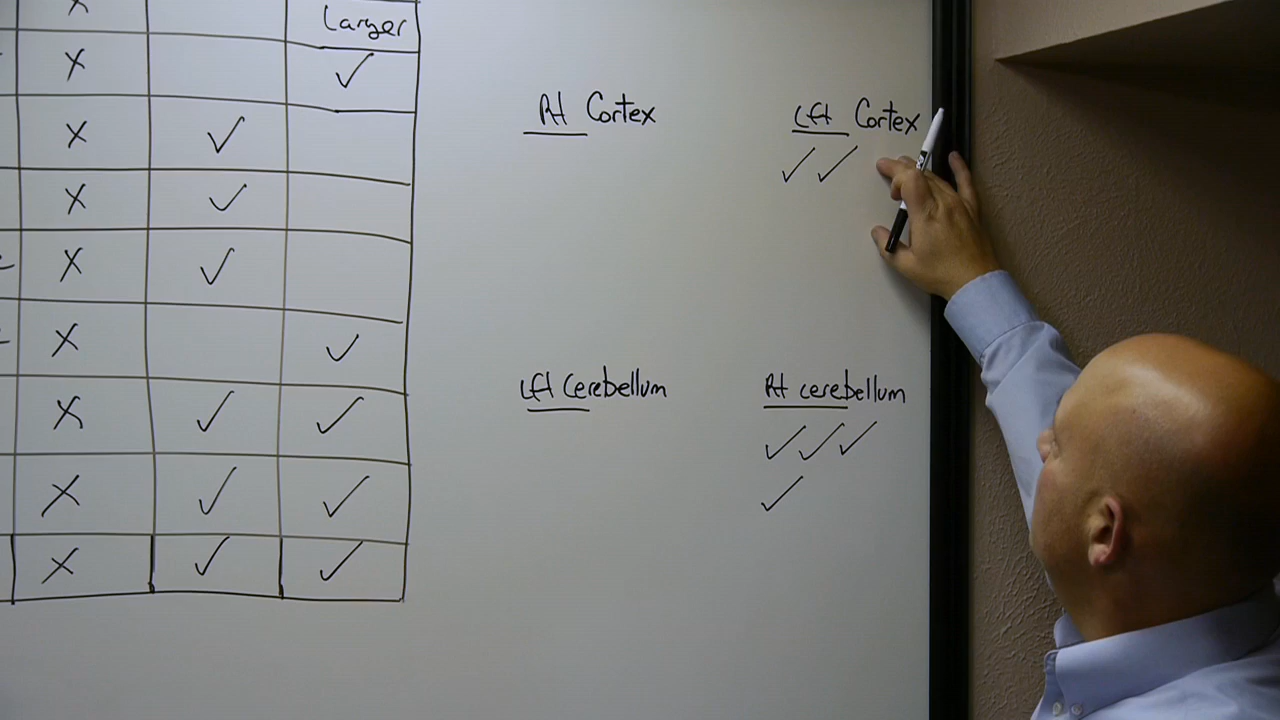 Larger
Rt Cortex
Lft Cortex
Lft Cerebellum
Rt cerebellum